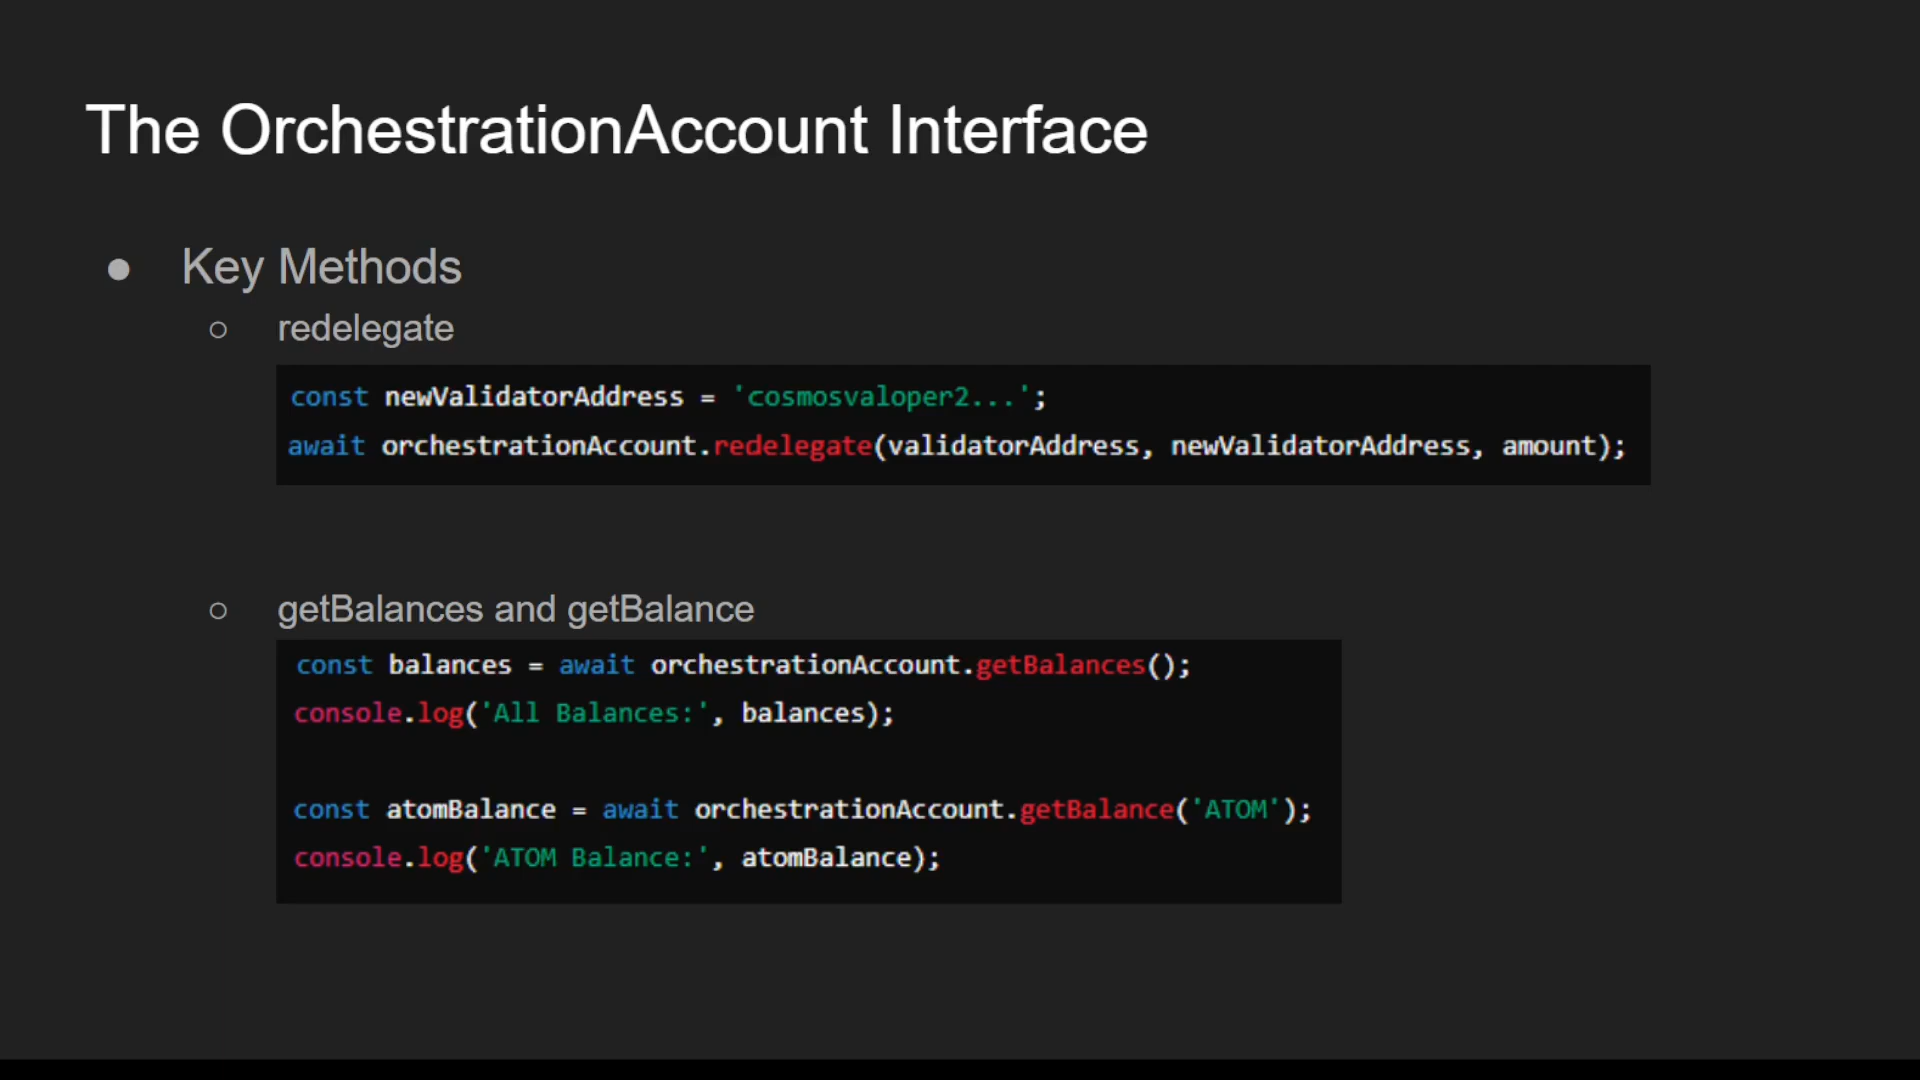 The OrchestrationAccount Interface
● Key Methods
○ redelegate
const newValidatorAddress = 'cosmosvaloper2...';
await orchestrationAccount.redelegate(validatorAddress, newValidatorAddress, amount);
○ getBalances and getBalance
const balances = await orchestrationAccount.getBalances();
console.log('All Balances:', balances);
const atomBalance = await orchestrationAccount.getBalance('ATOM');
console.log('ATOM Balance:', atomBalance);